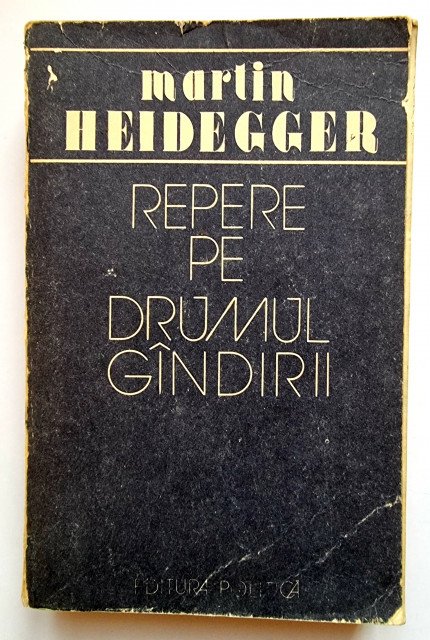 martin
HEIDEGGER
REPERE
PE
DRUMUL
GÎNDIRII
EDITURA POLITICĂ